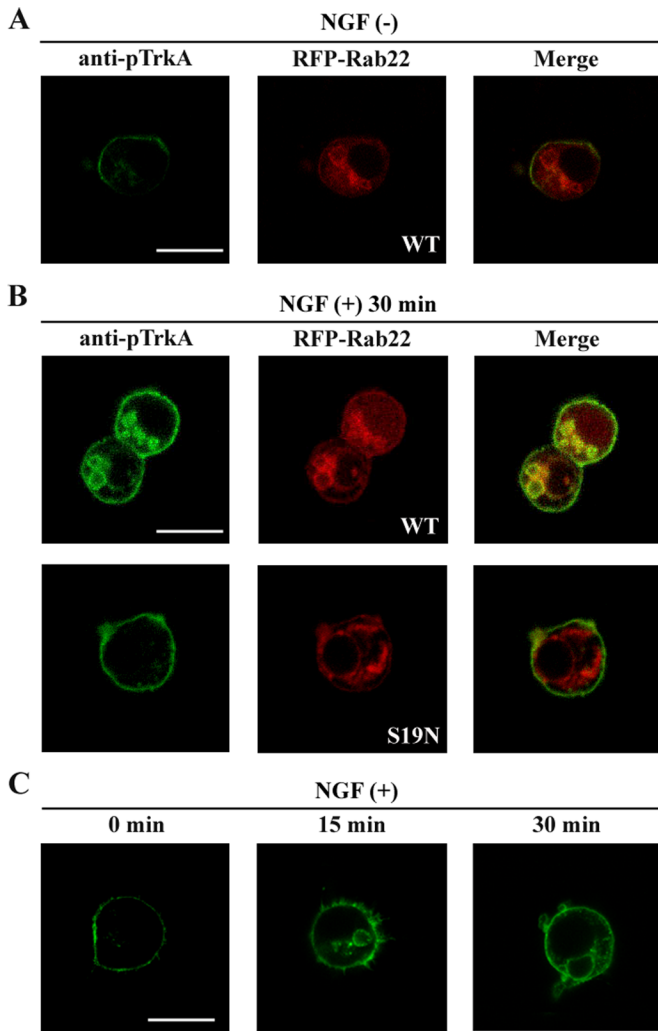 A
NGF (-)
anti-pTrkA RFP-Rab22 Merge
WT
B
NGF (+) 30 min
anti-pTrkA RFP-Rab22 Merge
WT
S19N
C
NGF (+)
0 min 15 min 30 min